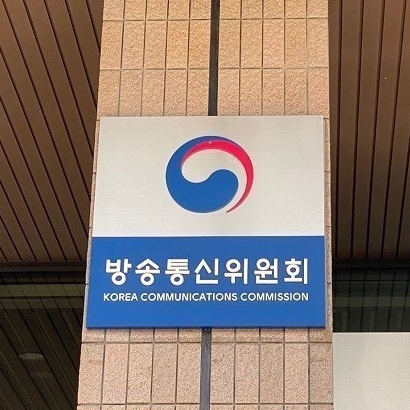 방송통신위원회
KOREA COMMUNICATIONS COMMISSION